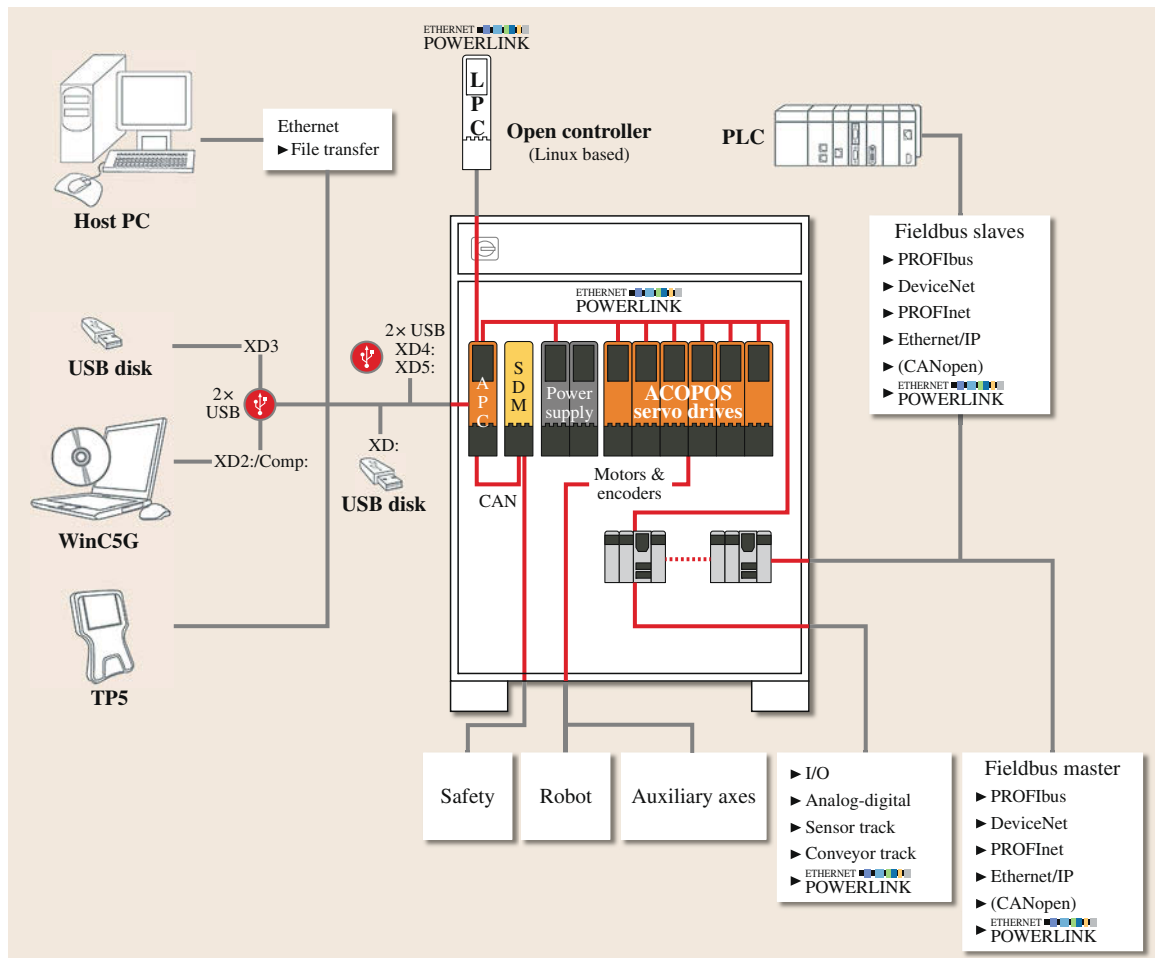 ETHERNET
POWERLINK
L
P
C
Open controller
(Linux based)
Ethernet
►File transfer
Host PC
PLC
Fieldbus slaves
► PROFIbus
► DeviceNet
► PROFInet
► Ethernet/IP
► (CANopen)
► ETHERNET
POWERLINK
ETHERNET
POWERLINK
USB disk
XD3
2× USB
XD4:
XD5:
2×
USB
XD2:/Comp:
XD:
USB disk
WinC5G
TP5
A
P
C
S
D
M
Power
supply
ACOPOS
servo drives
CAN
Motors &
encoders
Safety
Robot
Auxiliary axes
► I/O
► Analog-digital
► Sensor track
► Conveyor track
► ETHERNET
POWERLINK
Fieldbus master
► PROFIbus
► DeviceNet
► PROFInet
► Ethernet/IP
► (CANopen)
► ETHERNET
POWERLINK